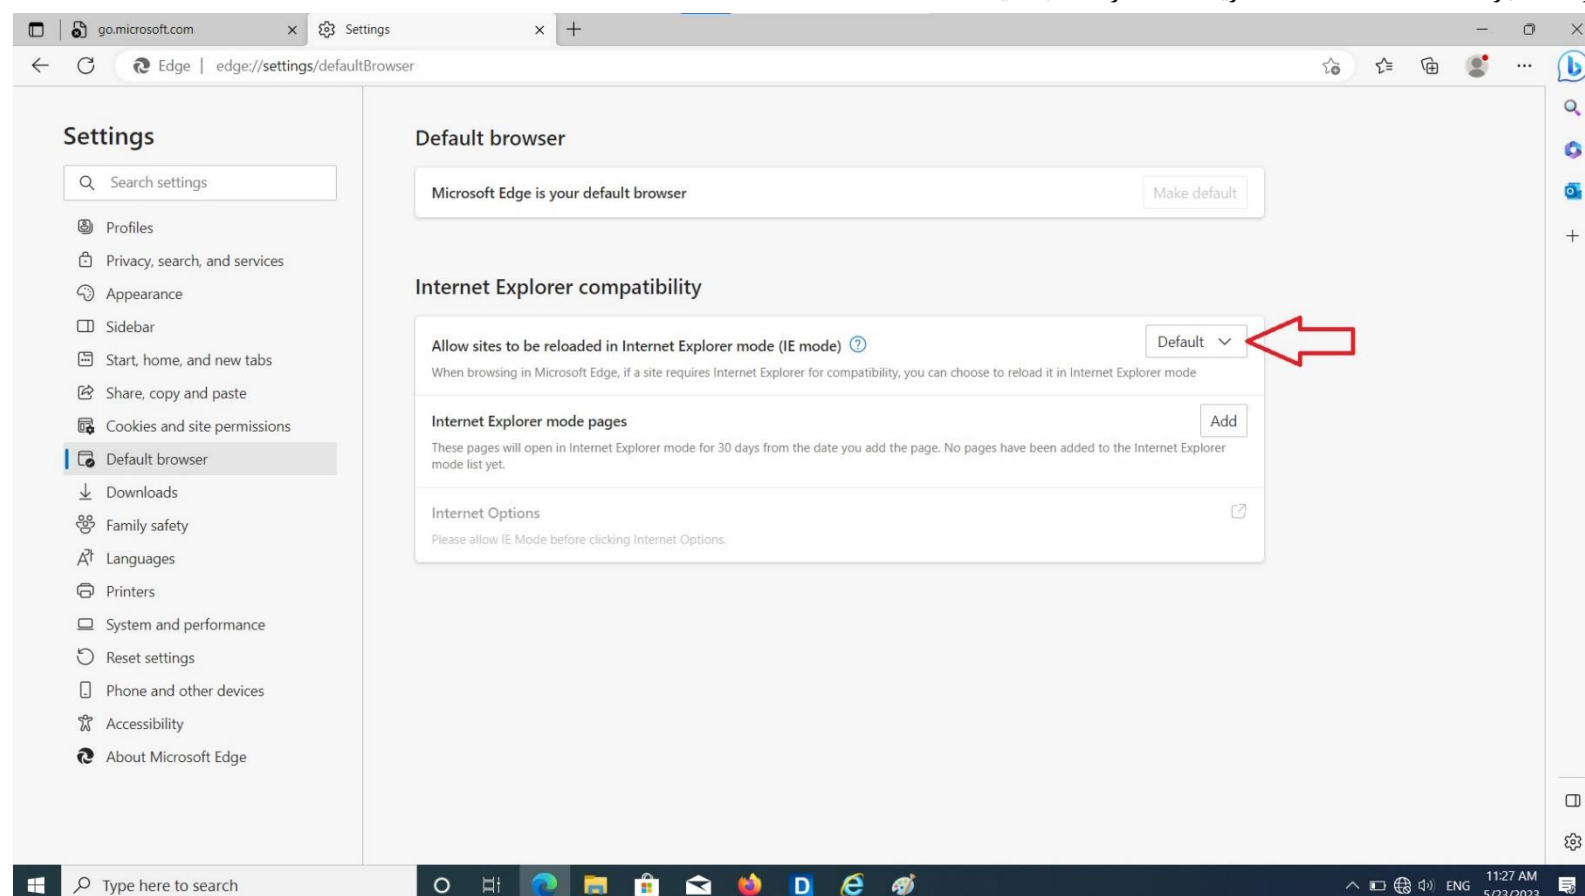 go.microsoft.com
Settings
Edge | edge://settings/defaultBrowser
Settings
Search settings
Profiles
Privacy, search, and services
Appearance
Sidebar
Start, home, and new tabs
Share, copy and paste
Cookies and site permissions
Default browser
Downloads
Family safety
Languages
Printers
System and performance
Reset settings
Phone and other devices
Accessibility
About Microsoft Edge
Default browser
Microsoft Edge is your default browser
Make default
Internet Explorer compatibility
Allow sites to be reloaded in Internet Explorer mode (IE mode)
Default
When browsing in Microsoft Edge, if a site requires Internet Explorer for compatibility, you can choose to reload it in Internet Explorer mode
Internet Explorer mode pages
Add
These pages will open in Internet Explorer mode for 30 days from the date you add the page. No pages have been added to the Internet Explorer
mode list yet.
Internet Options
Please allow IE Mode before clicking Internet Options.
Type here to search
ENG
11:27 AM
5/23/2023